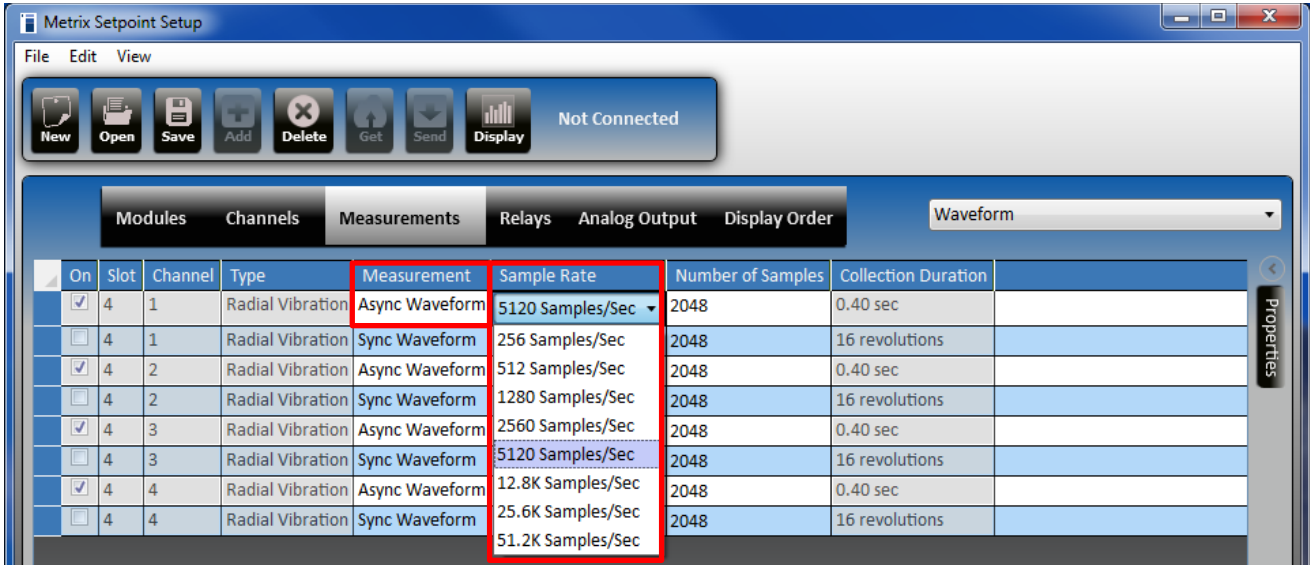 Metrix Setpoint Setup
File Edit View
New Open Save Add Delete Get Send Display Not Connected
Modules Channels Measurements Relays Analog Output Display Order Waveform
On Slot Channel Type Measurement Sample Rate Number of Samples Collection Duration
4 1 Radial Vibration Async Waveform 5120 Samples/Sec 2048 0.40 sec
4 1 Radial Vibration Sync Waveform 256 Samples/Sec 2048 16 revolutions
4 2 Radial Vibration Async Waveform 512 Samples/Sec 2048 0.40 sec
4 2 Radial Vibration Sync Waveform 1280 Samples/Sec 2048 16 revolutions
4 3 Radial Vibration Async Waveform 2560 Samples/Sec 2048 0.40 sec
4 3 Radial Vibration Sync Waveform 5120 Samples/Sec 2048 16 revolutions
4 4 Radial Vibration Async Waveform 12.8K Samples/Sec 2048 0.40 sec
4 4 Radial Vibration Sync Waveform 25.6K Samples/Sec 2048 16 revolutions
51.2K Samples/Sec
Properties